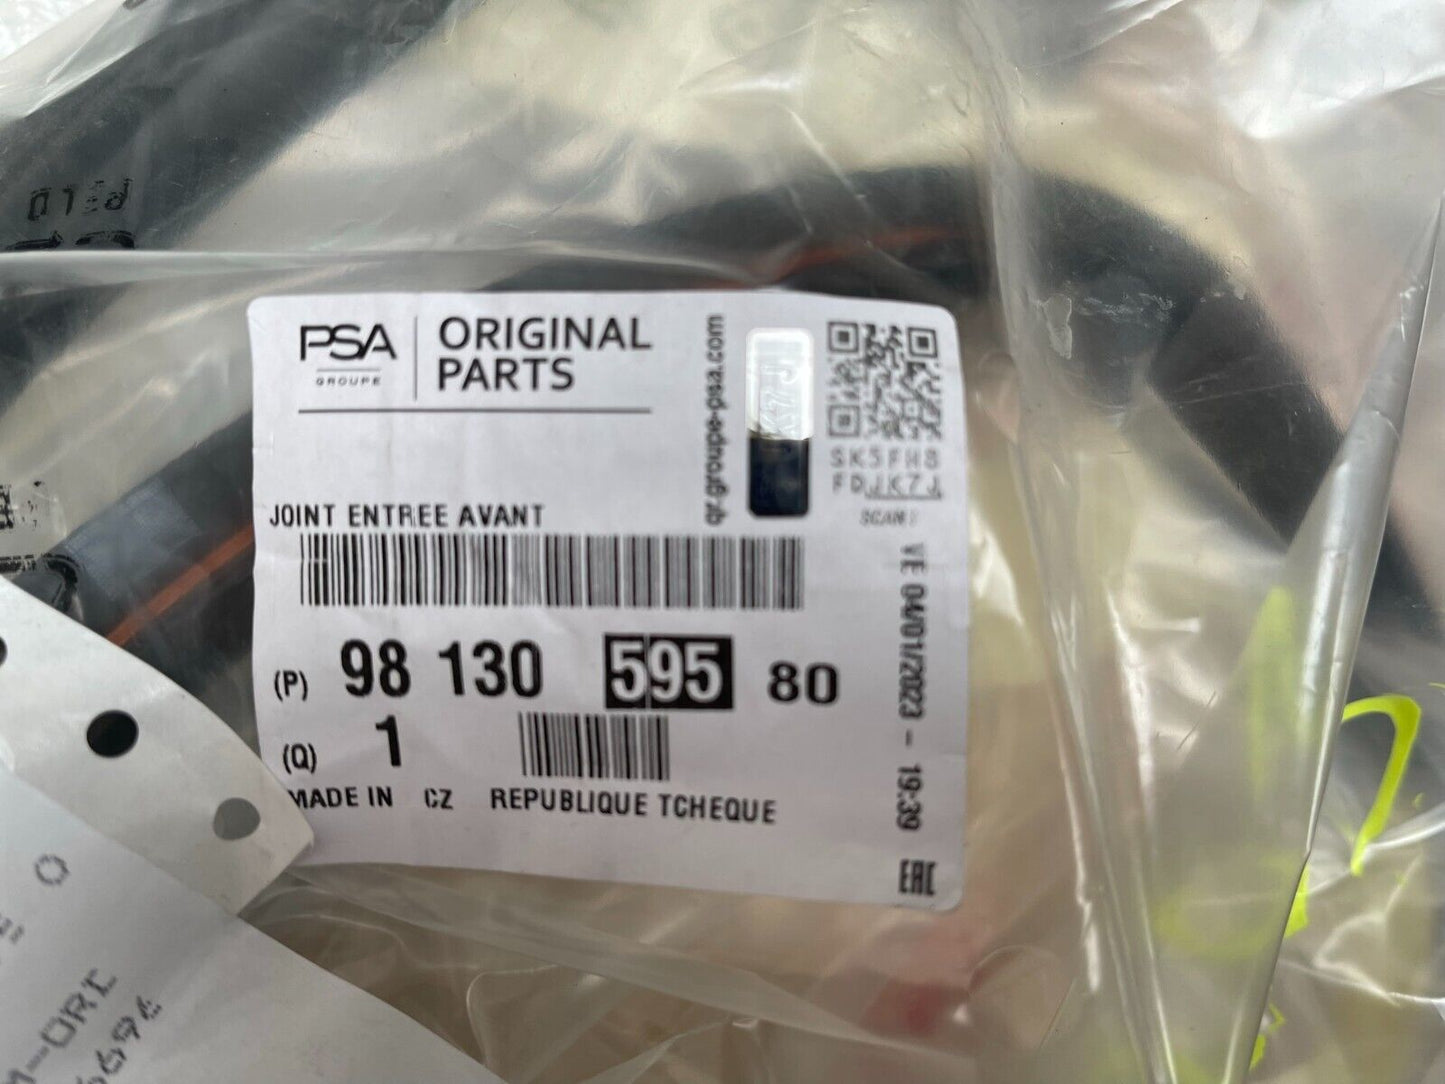 PSA
GROUPE
ORIGINAL
PARTS
qr.groupe-psa.com
SK5FH8
FDJK7J
SCAN
JOINT ENTREE AVANT
(P) 98 130 595 80
(Q) 1
MADE IN CZ REPUBLIQUE TCHEQUE
VE 04/01/2023 - 19:39
EAC